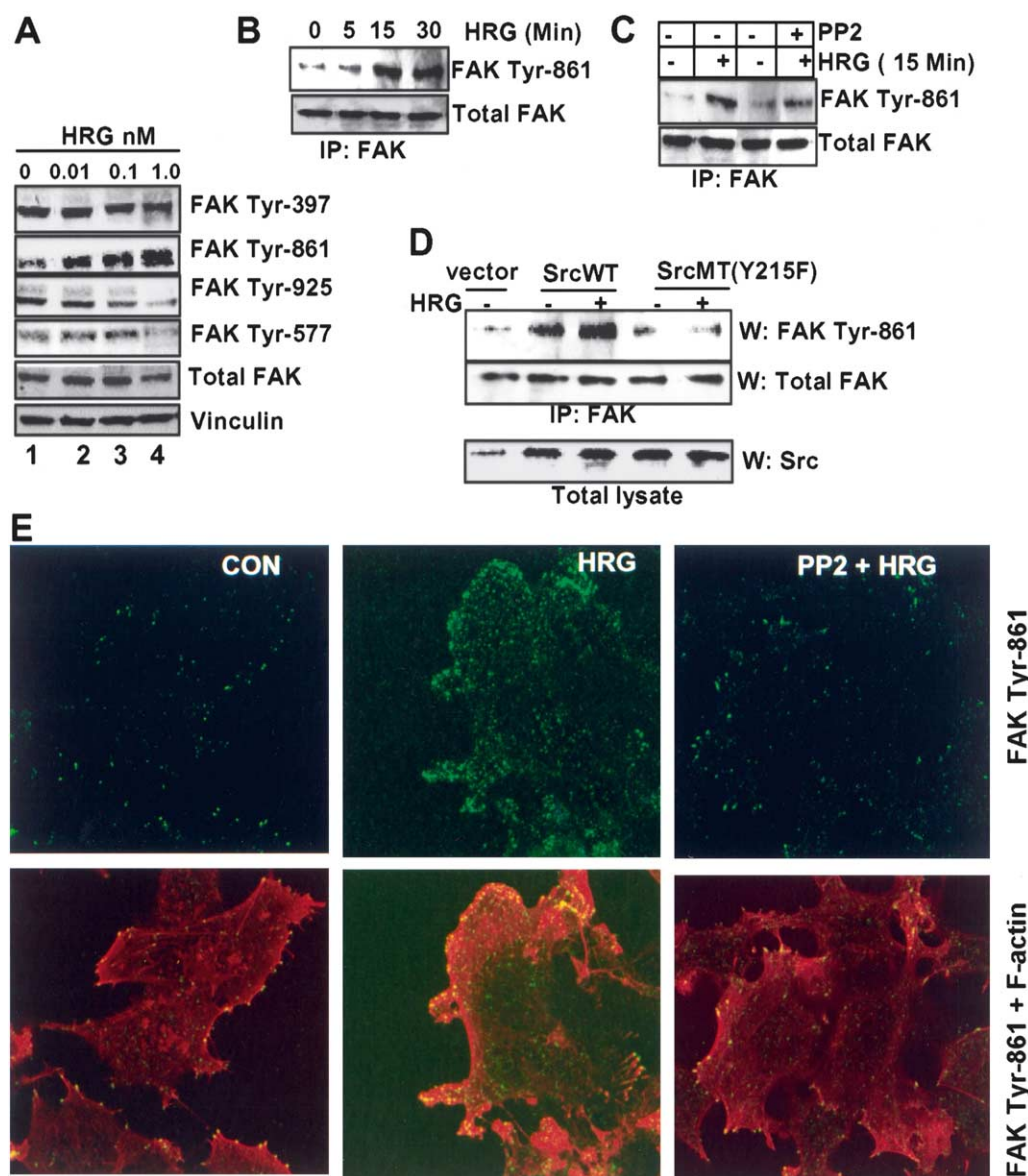 A
HRG nM
0 0.01 0.1 1.0
FAK Tyr-397
FAK Tyr-861
FAK Tyr-925
FAK Tyr-577
Total FAK
Vinculin
1 2 3 4
B
0 5 15 30 HRG (Min)
FAK Tyr-861
Total FAK
IP: FAK
C
- - - + PP2
- + - + HRG ( 15 Min)
FAK Tyr-861
Total FAK
IP: FAK
D
vector SrcWT SrcMT(Y215F)
HRG - - + - +
W: FAK Tyr-861
W: Total FAK
IP: FAK
W: Src
Total lysate
E
CON HRG PP2 + HRG
FAK Tyr-861
FAK Tyr-861 + F-actin